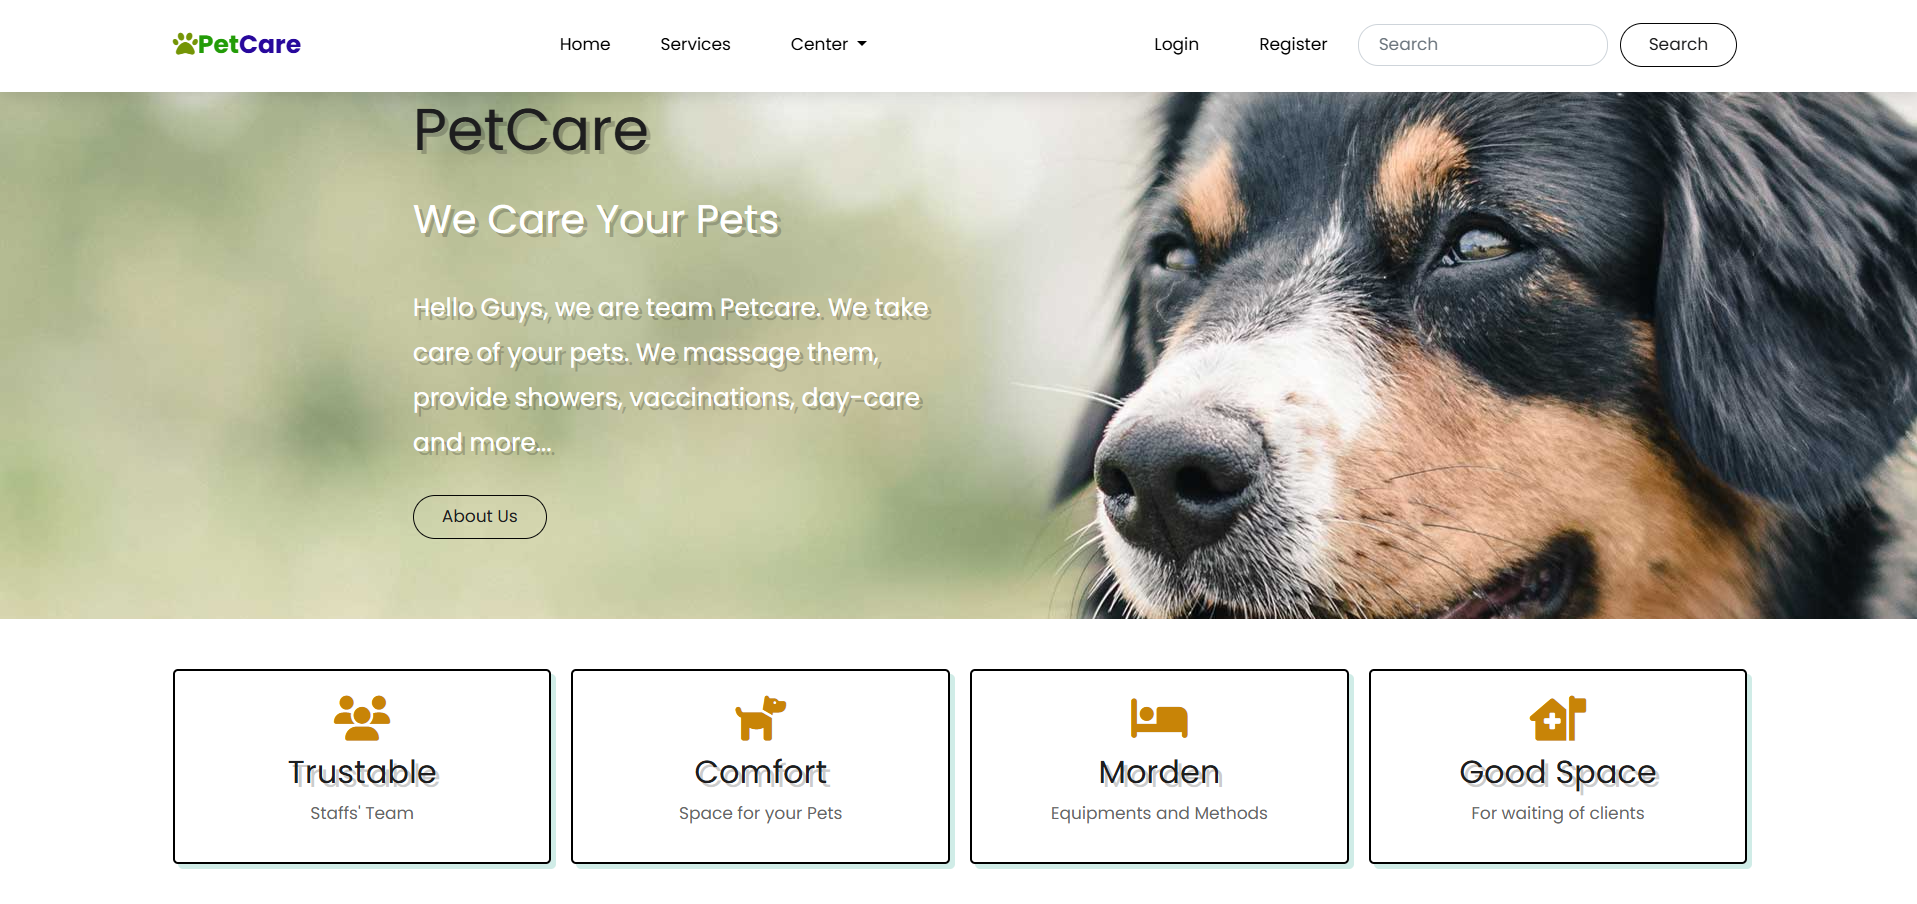 PetCare
Home
Services
Center
Login
Register
Search
Search
PetCare
We Care Your Pets
Hello Guys, we are team Petcare. We take
care of your pets. We massage them,
provide showers, vaccinations, day-care
and more...
About Us
Trustable
Staffs' Team
Comfort
Space for your Pets
Morden
Equipments and Methods
Good Space
For waiting of clients